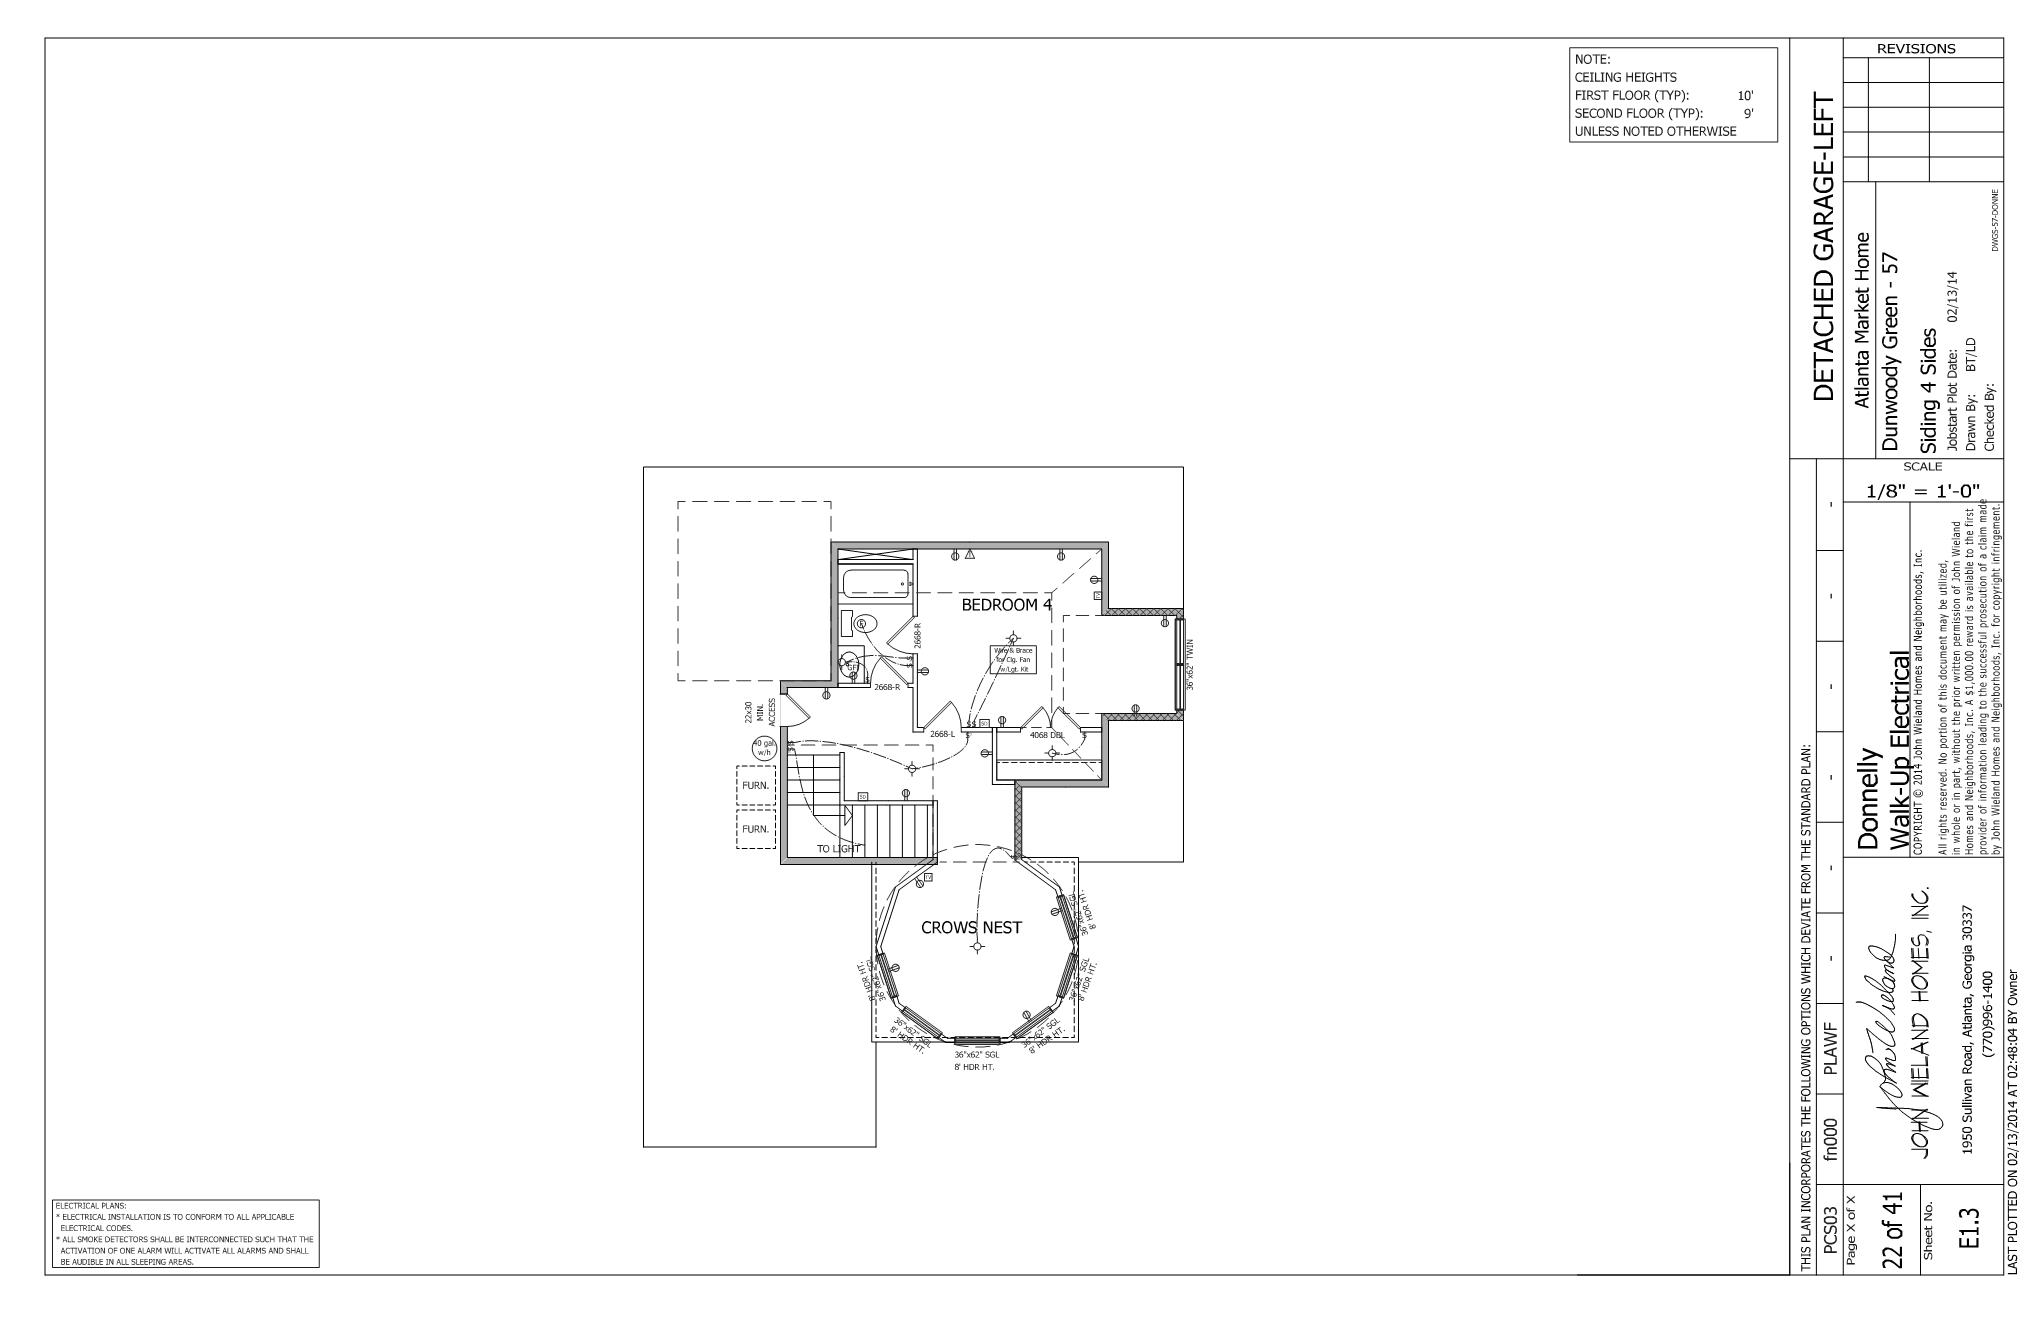 NOTE:
CEILING HEIGHTS
FIRST FLOOR (TYP): 10'
SECOND FLOOR (TYP): 9'
UNLESS NOTED OTHERWISE
BEDROOM 4
Wire & Brace
for Clg. Fan
w/Lgt. Kit
36"x62" TWIN
2668-R
S
S
GFI
S
2668-R
22x30
MIN.
ACCESS
2668-L
SS
S
SD
4068 DBL
S
TV
40 gal.
w/h
SS
FURN.
FURN.
SD
TO LIGHT
TV
CROWS NEST
36"x62" SGL
8' HDR HT.
36"x62" SGL
8' HDR HT.
36"x62" SGL
8' HDR HT.
36"x62" SGL
8' HDR HT.
36"x62" SGL
8' HDR HT.
36"x62" SGL
8' HDR HT.
ELECTRICAL PLANS:
* ELECTRICAL INSTALLATION IS TO CONFORM TO ALL APPLICABLE
ELECTRICAL CODES.
* ALL SMOKE DETECTORS SHALL BE INTERCONNECTED SUCH THAT THE
ACTIVATION OF ONE ALARM WILL ACTIVATE ALL ALARMS AND SHALL
BE AUDIBLE IN ALL SLEEPING AREAS.
REVISIONS
DETACHED GARAGE-LEFT
Atlanta Market Home
Dunwoody Green - 57
Siding 4 Sides
Jobstart Plot Date: 02/13/14
Drawn By: BT/LD
Checked By:
DWGS-57-DONNE
SCALE
1/8" = 1'-0"
Donnelly
Walk-Up Electrical
COPYRIGHT © 2014 John Wieland Homes and Neighborhoods, Inc.
All rights reserved. No portion of this document may be utilized,
in whole or in part, without the prior written permission of John Wieland
Homes and Neighborhoods, Inc. A $1,000.00 reward is available to the first
provider of information leading to the successful prosecution of a claim made
by John Wieland Homes and Neighborhoods, Inc. for copyright infringement.
THIS PLAN INCORPORATES THE FOLLOWING OPTIONS WHICH DEVIATE FROM THE STANDARD PLAN:
PCS03 fn000 PLAWF - - - - - -
John Wieland
JOHN WIELAND HOMES, INC.
1950 Sullivan Road, Atlanta, Georgia 30337
(770)996-1400
Page X of X
22 of 41
Sheet No.
E1.3
LAST PLOTTED ON 02/13/2014 AT 02:48:04 BY Owner